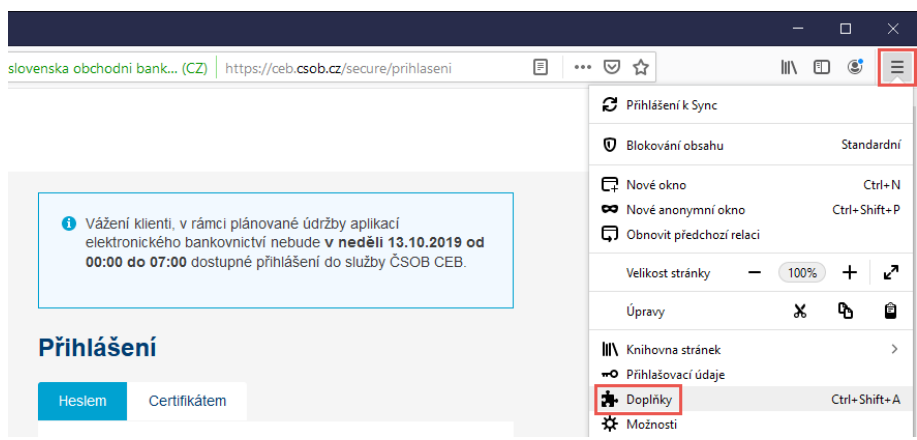 slovenska obchodni bank... (CZ) https://ceb.csob.cz/secure/prihlaseni
Přihlášení k Sync
Blokování obsahu Standardní
Nové okno Ctrl+N
Nové anonymní okno Ctrl+Shift+P
Obnovit předchozí relaci
Velikost stránky 100%
Úpravy
Knihovna stránek
Přihlašovací údaje
Doplňky Ctrl+Shift+A
Možnosti
Vážení klienti, v rámci plánované údržby aplikací
elektronického bankovnictví nebude v neděli 13.10.2019 od
00:00 do 07:00 dostupné přihlášení do služby ČSOB CEB.
Přihlášení
Heslem Certifikátem